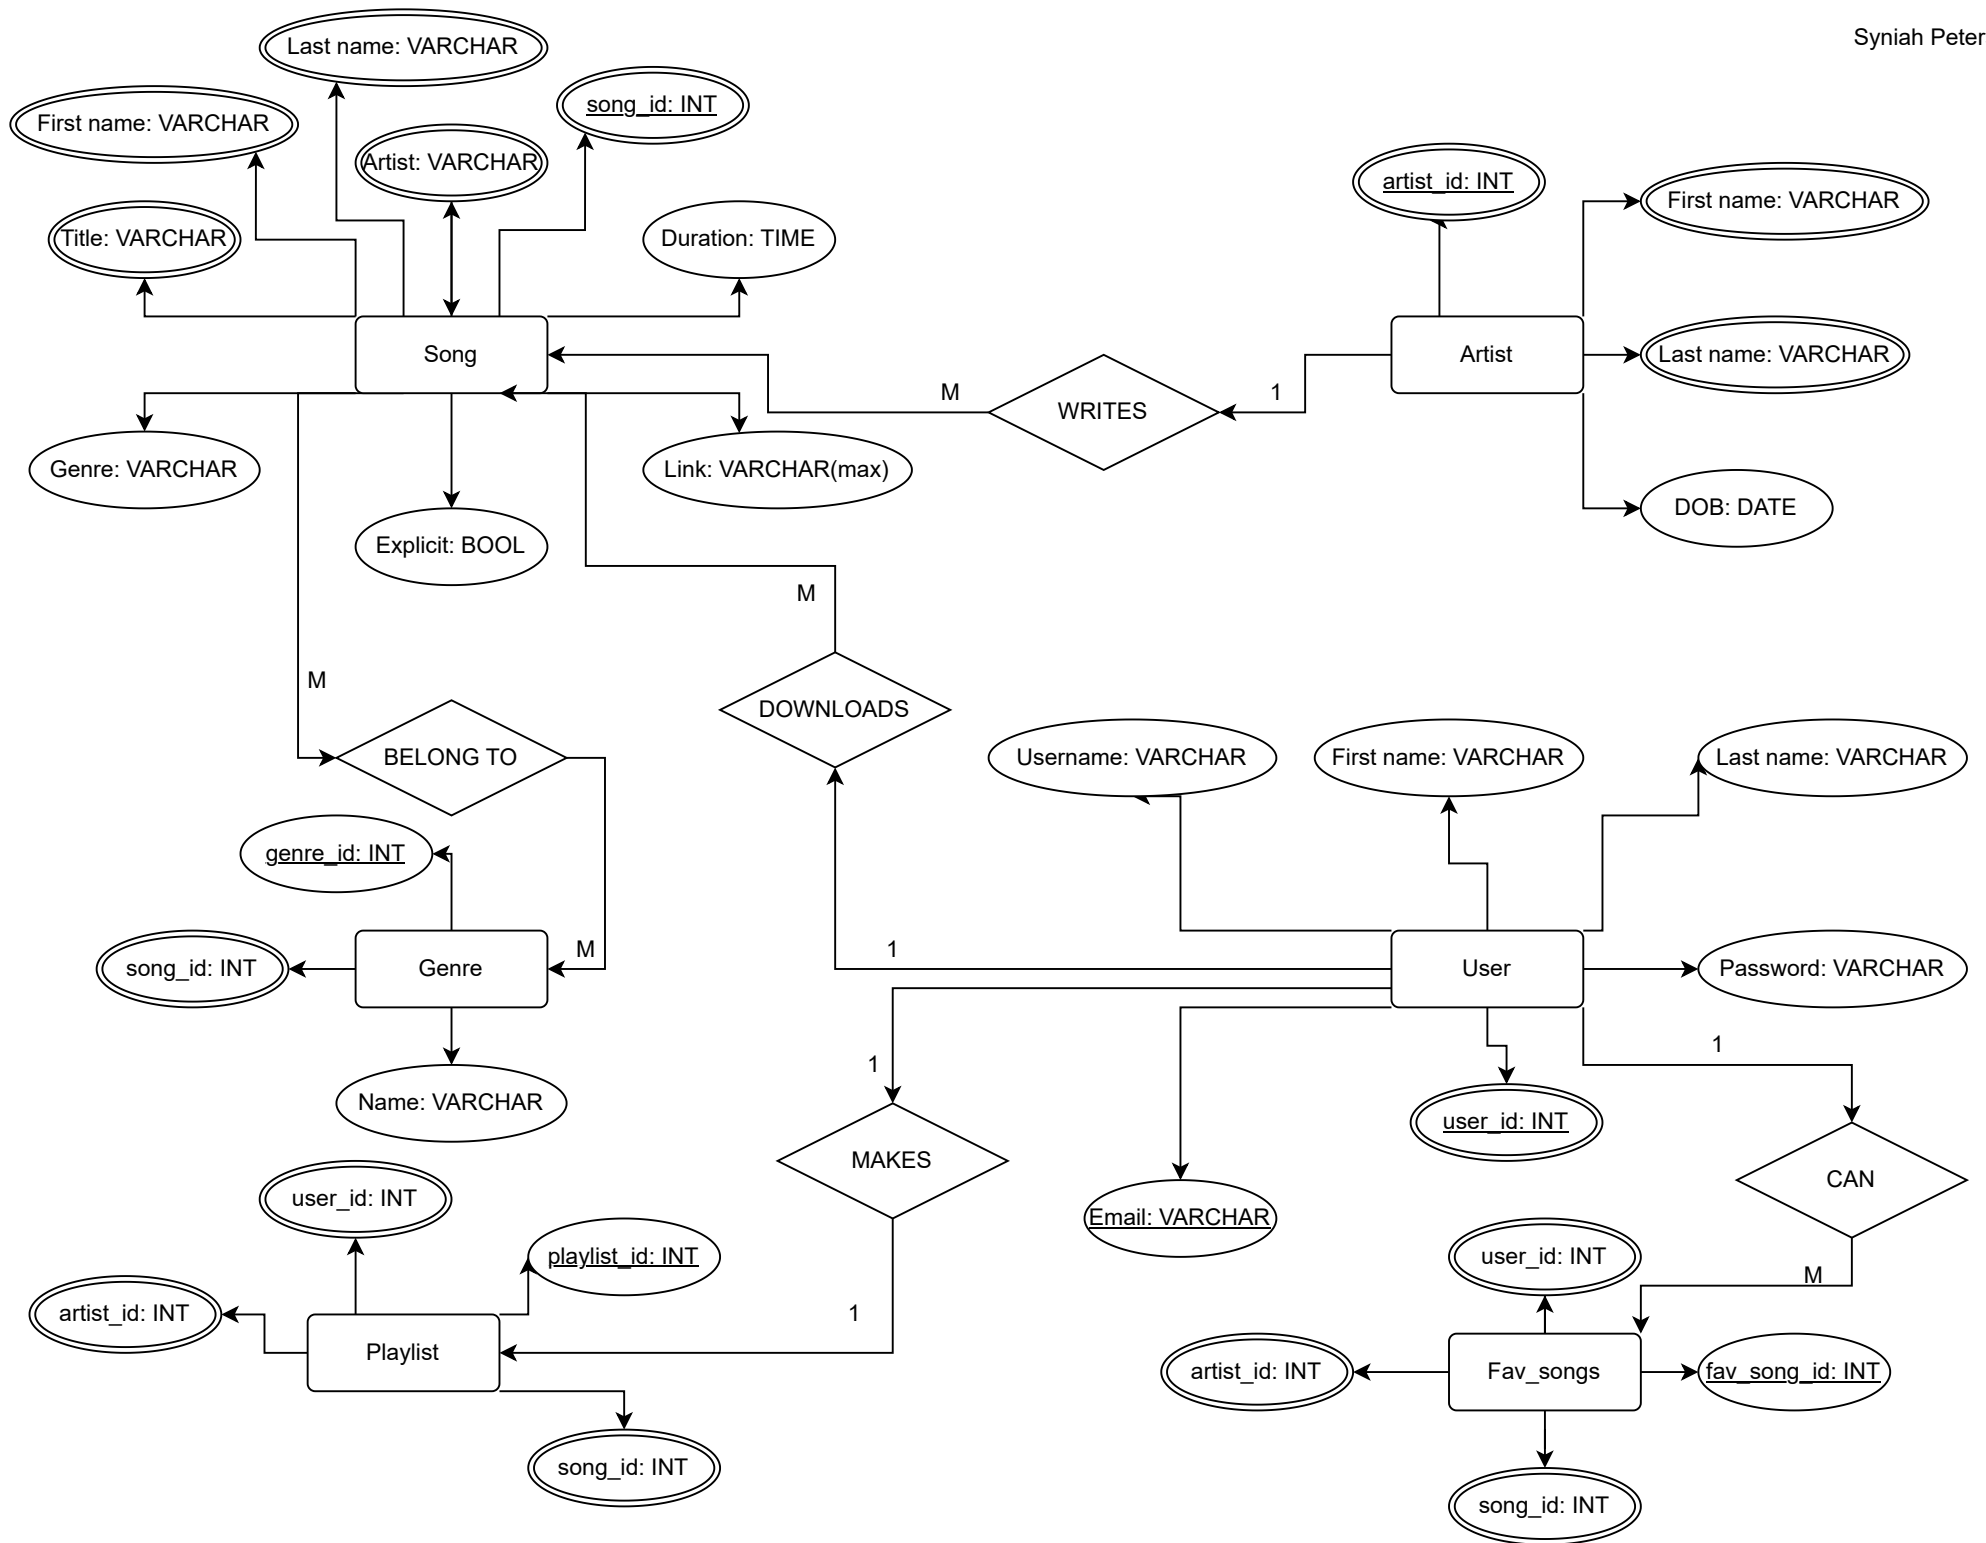 Syniah Peter
Last name: VARCHAR
song_id: INT
First name: VARCHAR
Artist: VARCHAR
Title: VARCHAR
Duration: TIME
artist_id: INT
First name: VARCHAR
Song
Artist
Last name: VARCHAR
M
1
WRITES
Genre: VARCHAR
Link: VARCHAR(max)
Explicit: BOOL
DOB: DATE
M
M
DOWNLOADS
BELONG TO
Username: VARCHAR
First name: VARCHAR
Last name: VARCHAR
genre_id: INT
M
1
song_id: INT
Genre
User
Password: VARCHAR
1
1
Name: VARCHAR
user_id: INT
MAKES
CAN
user_id: INT
Email: VARCHAR
playlist_id: INT
user_id: INT
M
artist_id: INT
1
Playlist
artist_id: INT
Fav_songs
fav_song_id: INT
song_id: INT
song_id: INT